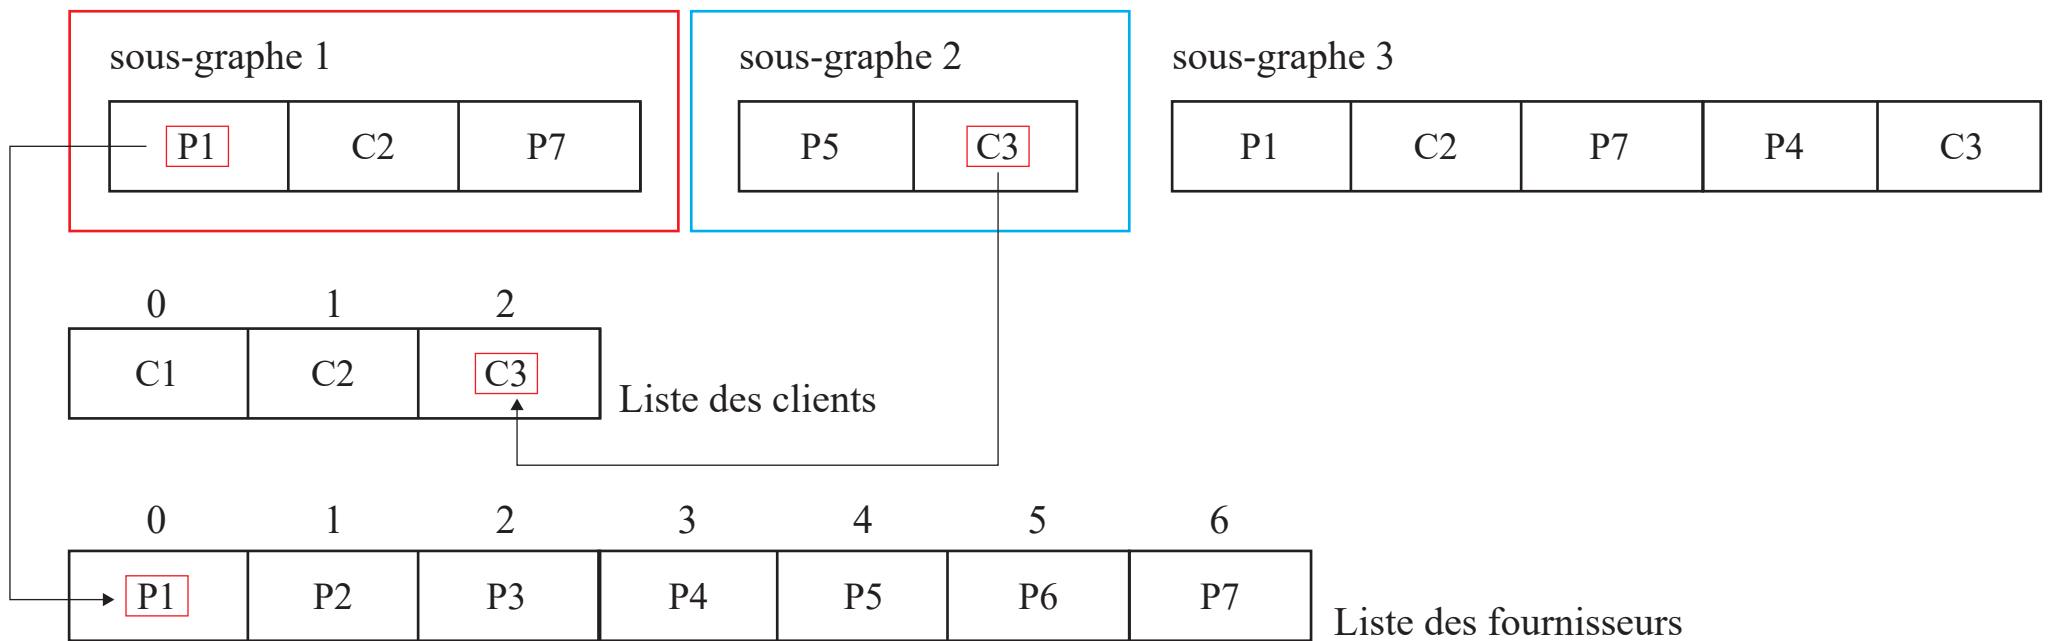 sous-graphe 1 sous-graphe 2 sous-graphe 3
P1 C2 P7 P5 C3 P1 C2 P7 P4 C3
0 1 2
C1 C2 C3 Liste des clients
0 1 2 3 4 5 6
P1 P2 P3 P4 P5 P6 P7 Liste des fournisseurs